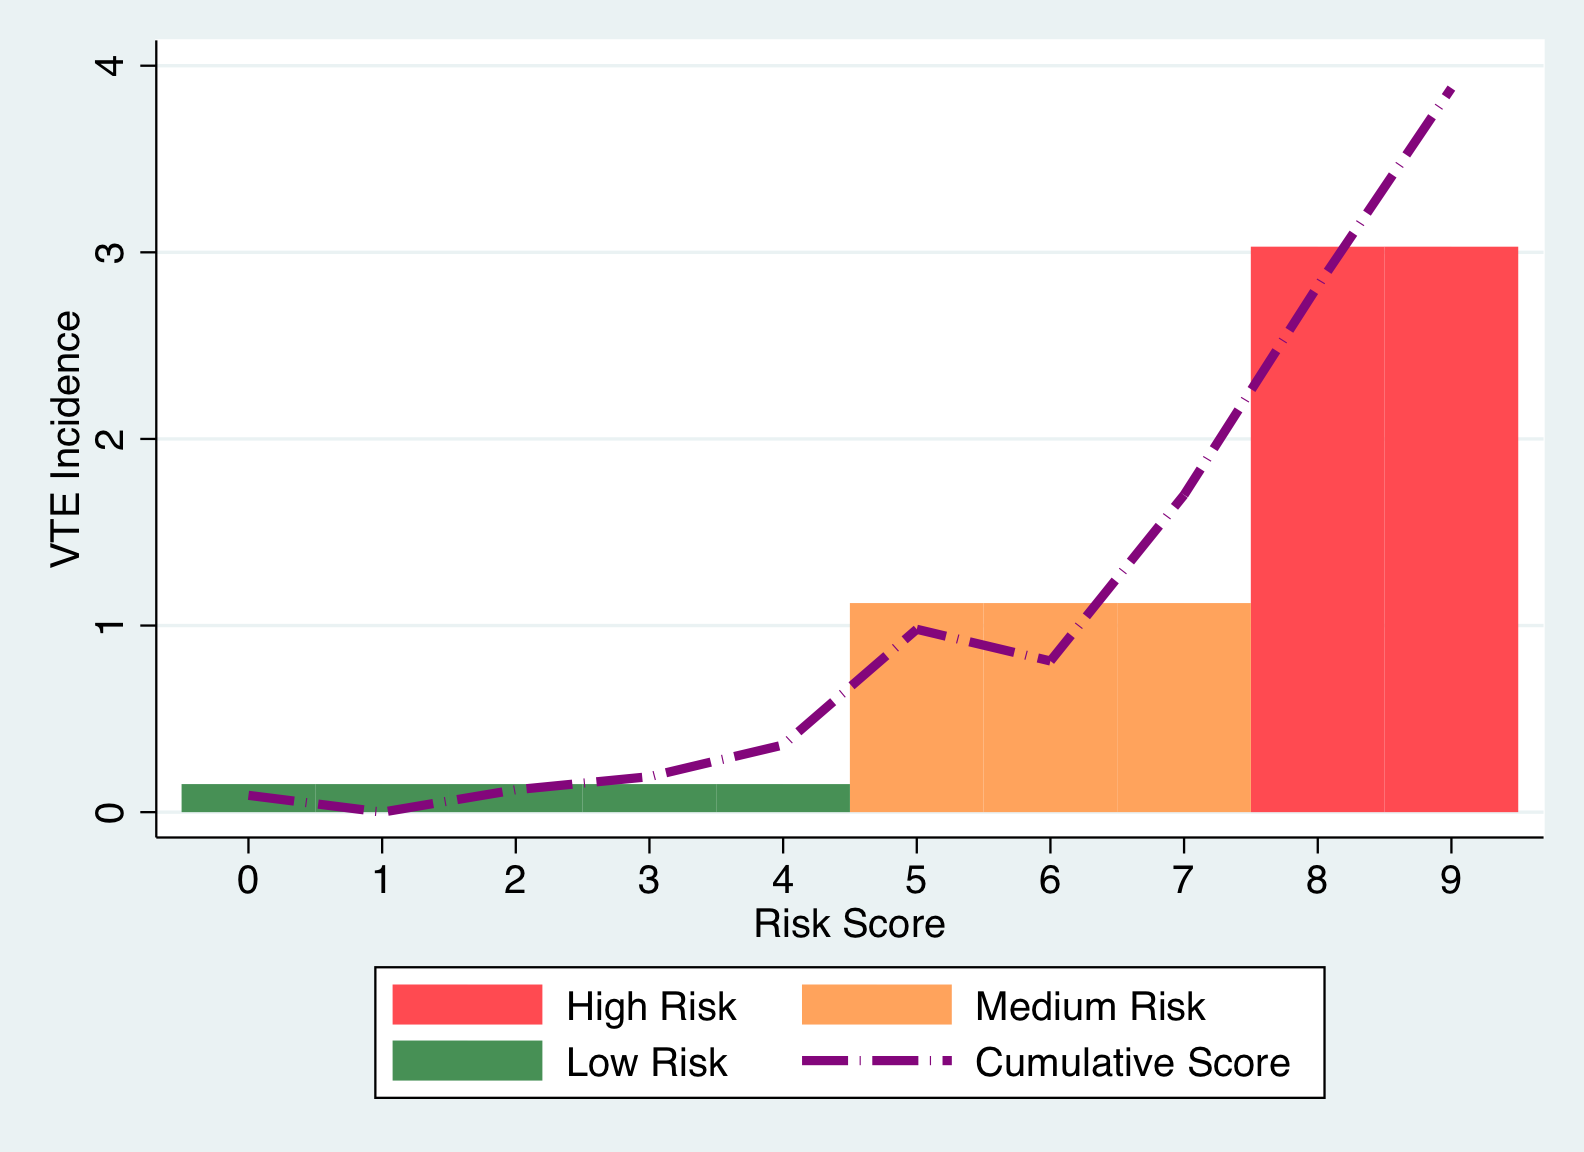 4
3
2
1
0
VTE Incidence
0 1 2 3 4 5 6 7 8 9
Risk Score
High Risk Medium Risk
Low Risk Cumulative Score